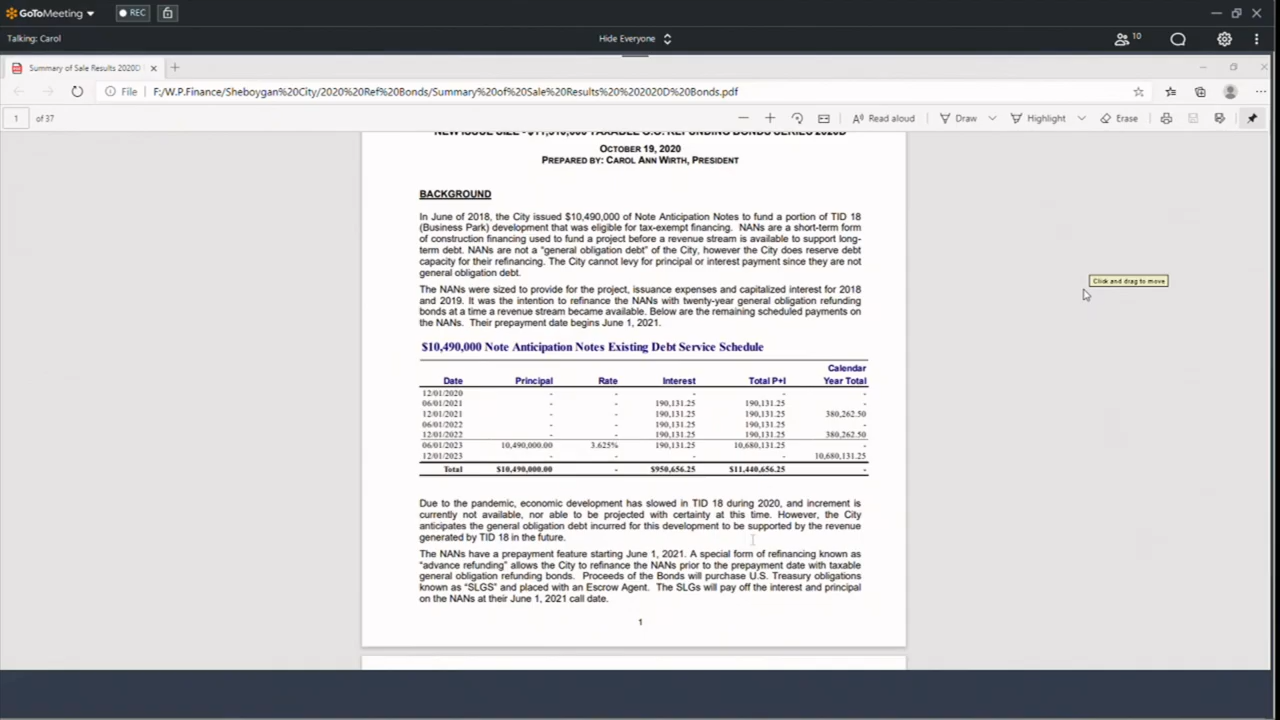 GoToMeeting
REC
Talking: Carol
Hide Everyone
10
Summary of Sale Results 2020D
File F:/W.P.Finance/Sheboygan%20City/2020%20Ref%20Bonds/Summary%20of%20Sale%20Results%20%202020D%20Bonds.pdf
1 of 37
Read aloud
Draw
Highlight
Erase
NEW ISSUE SIZE - $11,310,000 TAXABLE G.O. REFUNDING BONDS SERIES 2020D
OCTOBER 19, 2020
PREPARED BY: CAROL ANN WIRTH, PRESIDENT
BACKGROUND
In June of 2018, the City issued $10,490,000 of Note Anticipation Notes to fund a portion of TID 18
(Business Park) development that was eligible for tax-exempt financing. NANs are a short-term form
of construction financing used to fund a project before a revenue stream is available to support long-
term debt. NANs are not a "general obligation debt" of the City, however the City does reserve debt
capacity for their refinancing. The City cannot levy for principal or interest payment since they are not
general obligation debt.
The NANs were sized to provide for the project, issuance expenses and capitalized interest for 2018
and 2019. It was the intention to refinance the NANs with twenty-year general obligation refunding
bonds at a time a revenue stream became available. Below are the remaining scheduled payments on
the NANs. Their prepayment date begins June 1, 2021.
Click and drag to move
$10,490,000 Note Anticipation Notes Existing Debt Service Schedule
Calendar
Date Principal Rate Interest Total P+I Year Total
12/01/2020 - - - - -
06/01/2021 - - 190,131.25 190,131.25 -
12/01/2021 - - 190,131.25 190,131.25 380,262.50
06/01/2022 - - 190,131.25 190,131.25 -
12/01/2022 - - 190,131.25 190,131.25 380,262.50
06/01/2023 10,490,000.00 3.625% 190,131.25 10,680,131.25 -
12/01/2023 - - - - 10,680,131.25
Total $10,490,000.00 - $950,656.25 $11,440,656.25 -
Due to the pandemic, economic development has slowed in TID 18 during 2020, and increment is
currently not available, nor able to be projected with certainty at this time. However, the City
anticipates the general obligation debt incurred for this development to be supported by the revenue
generated by TID 18 in the future.
The NANs have a prepayment feature starting June 1, 2021. A special form of refinancing known as
"advance refunding" allows the City to refinance the NANs prior to the prepayment date with taxable
general obligation refunding bonds. Proceeds of the Bonds will purchase U.S. Treasury obligations
known as "SLGS" and placed with an Escrow Agent. The SLGs will pay off the interest and principal
on the NANs at their June 1, 2021 call date.
1